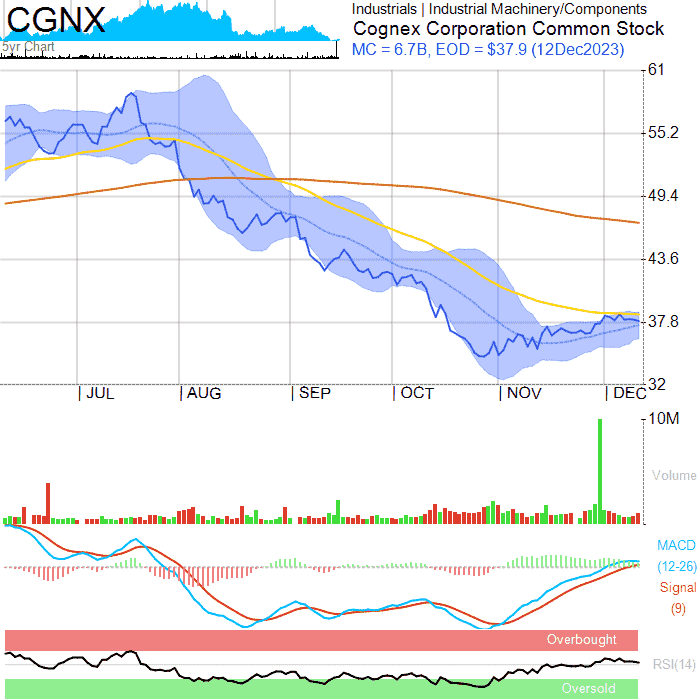 CGNX
5yr Chart
Industrials | Industrial Machinery/Components
Cognex Corporation Common Stock
MC = 6.7B, EOD = $37.9 (12Dec2023)
61
55.2
49.4
43.6
37.8
32
| JUL | AUG | SEP | OCT | NOV | DEC
10M
Volume
MACD
(12-26)
Signal
(9)
Overbought
RSI(14)
Oversold